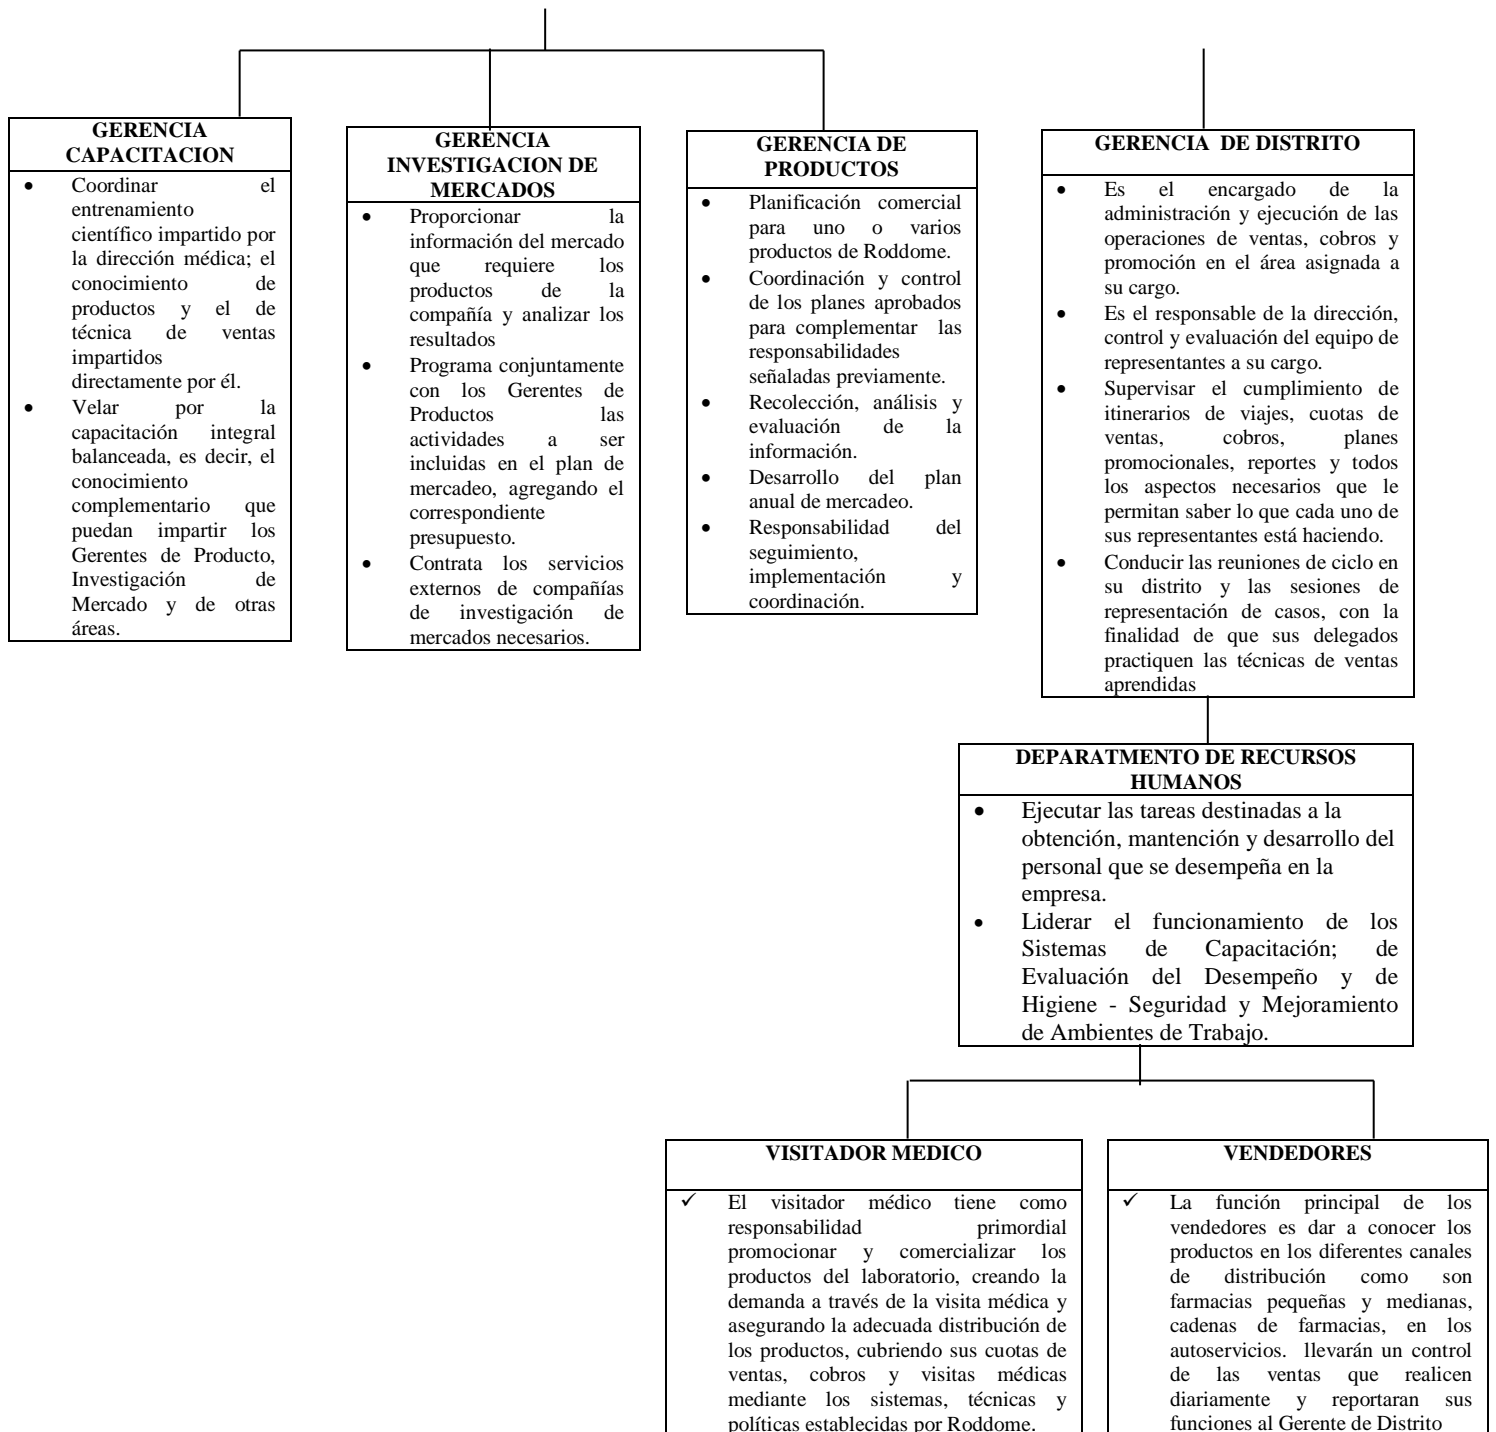 GERENCIA
CAPACITACION
• Coordinar el
entrenamiento
científico impartido por
la dirección médica; el
conocimiento de
productos y el de
técnica de ventas
impartidos
directamente por él.
• Velar por la
capacitación integral
balanceada, es decir, el
conocimiento
complementario que
puedan impartir los
Gerentes de Producto,
Investigación de
Mercado y de otras
áreas.
GERENCIA
INVESTIGACION DE
MERCADOS
• Proporcionar la
información del mercado
que requiere los
productos de la
compañía y analizar los
resultados
• Programa conjuntamente
con los Gerentes de
Productos las
actividades a ser
incluidas en el plan de
mercadeo, agregando el
correspondiente
presupuesto.
• Contrata los servicios
externos de compañías
de investigación de
mercados necesarios.
GERENCIA DE
PRODUCTOS
• Planificación comercial
para uno o varios
productos de Roddome.
• Coordinación y control
de los planes aprobados
para complementar las
responsabilidades
señaladas previamente.
• Recolección, análisis y
evaluación de la
información.
• Desarrollo del plan
anual de mercadeo.
• Responsabilidad del
seguimiento,
implementación y
coordinación.
GERENCIA DE DISTRITO
• Es el encargado de la
administración y ejecución de las
operaciones de ventas, cobros y
promoción en el área asignada a
su cargo.
• Es el responsable de la dirección,
control y evaluación del equipo de
representantes a su cargo.
• Supervisar el cumplimiento de
itinerarios de viajes, cuotas de
ventas, cobros, planes
promocionales, reportes y todos
los aspectos necesarios que le
permitan saber lo que cada uno de
sus representantes está haciendo.
• Conducir las reuniones de ciclo en
su distrito y las sesiones de
representación de casos, con la
finalidad de que sus delegados
practiquen las técnicas de ventas
aprendidas
DEPARATMENTO DE RECURSOS
HUMANOS
• Ejecutar las tareas destinadas a la
obtención, mantención y desarrollo del
personal que se desempeña en la
empresa.
• Liderar el funcionamiento de los
Sistemas de Capacitación; de
Evaluación del Desempeño y de
Higiene - Seguridad y Mejoramiento
de Ambientes de Trabajo.
VISITADOR MEDICO
✓ El visitador médico tiene como
responsabilidad primordial
promocionar y comercializar los
productos del laboratorio, creando la
demanda a través de la visita médica y
asegurando la adecuada distribución de
los productos, cubriendo sus cuotas de
ventas, cobros y visitas médicas
mediante los sistemas, técnicas y
políticas establecidas por Roddome.
VENDEDORES
✓ La función principal de los
vendedores es dar a conocer los
productos en los diferentes canales
de distribución como son
farmacias pequeñas y medianas,
cadenas de farmacias, en los
autoservicios. llevarán un control
de las ventas que realicen
diariamente y reportaran sus
funciones al Gerente de Distrito